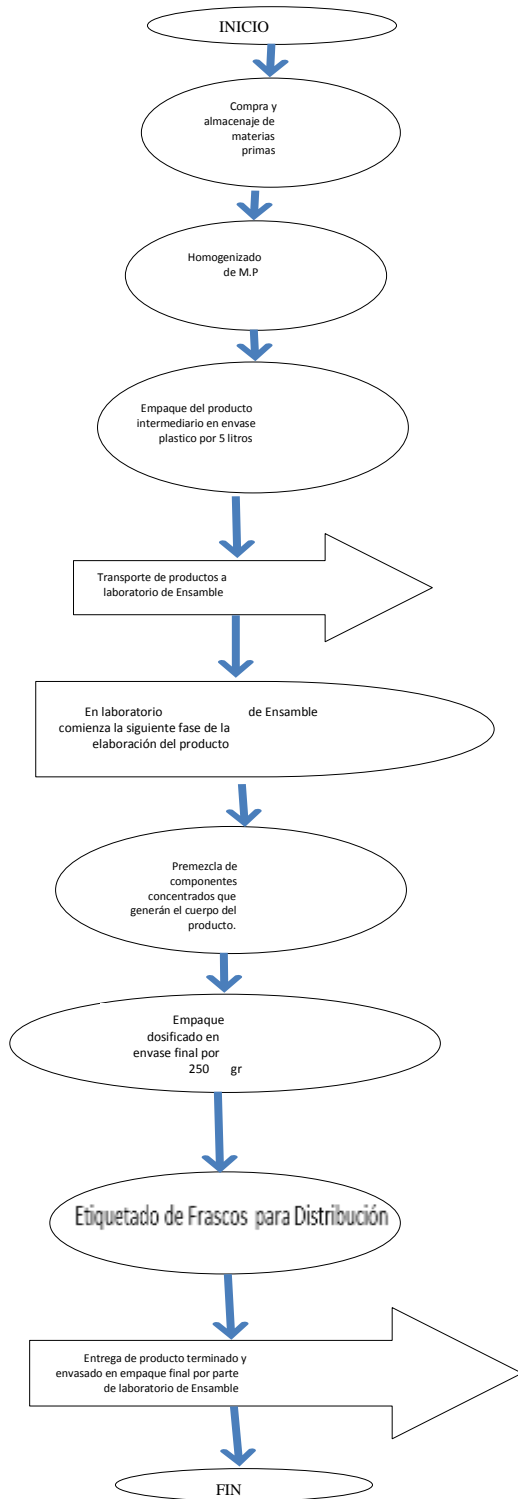 INICIO
Compra y
almacenaje de
materias
primas
Homogenizado
de M.P
Empaque del producto
intermediario en envase
plastico por 5 litros
Transporte de productos a
laboratorio de Ensamble
En laboratorio de Ensamble
comienza la siguiente fase de la
elaboración del producto
Premezcla de
componentes
concentrados que
generán el cuerpo del
producto.
Empaque
dosificado en
envase final por
250 gr
Etiquetado de Frascos para Distribución
Entrega de producto terminado y
envasado en empaque final por parte
de laboratorio de Ensamble
FIN